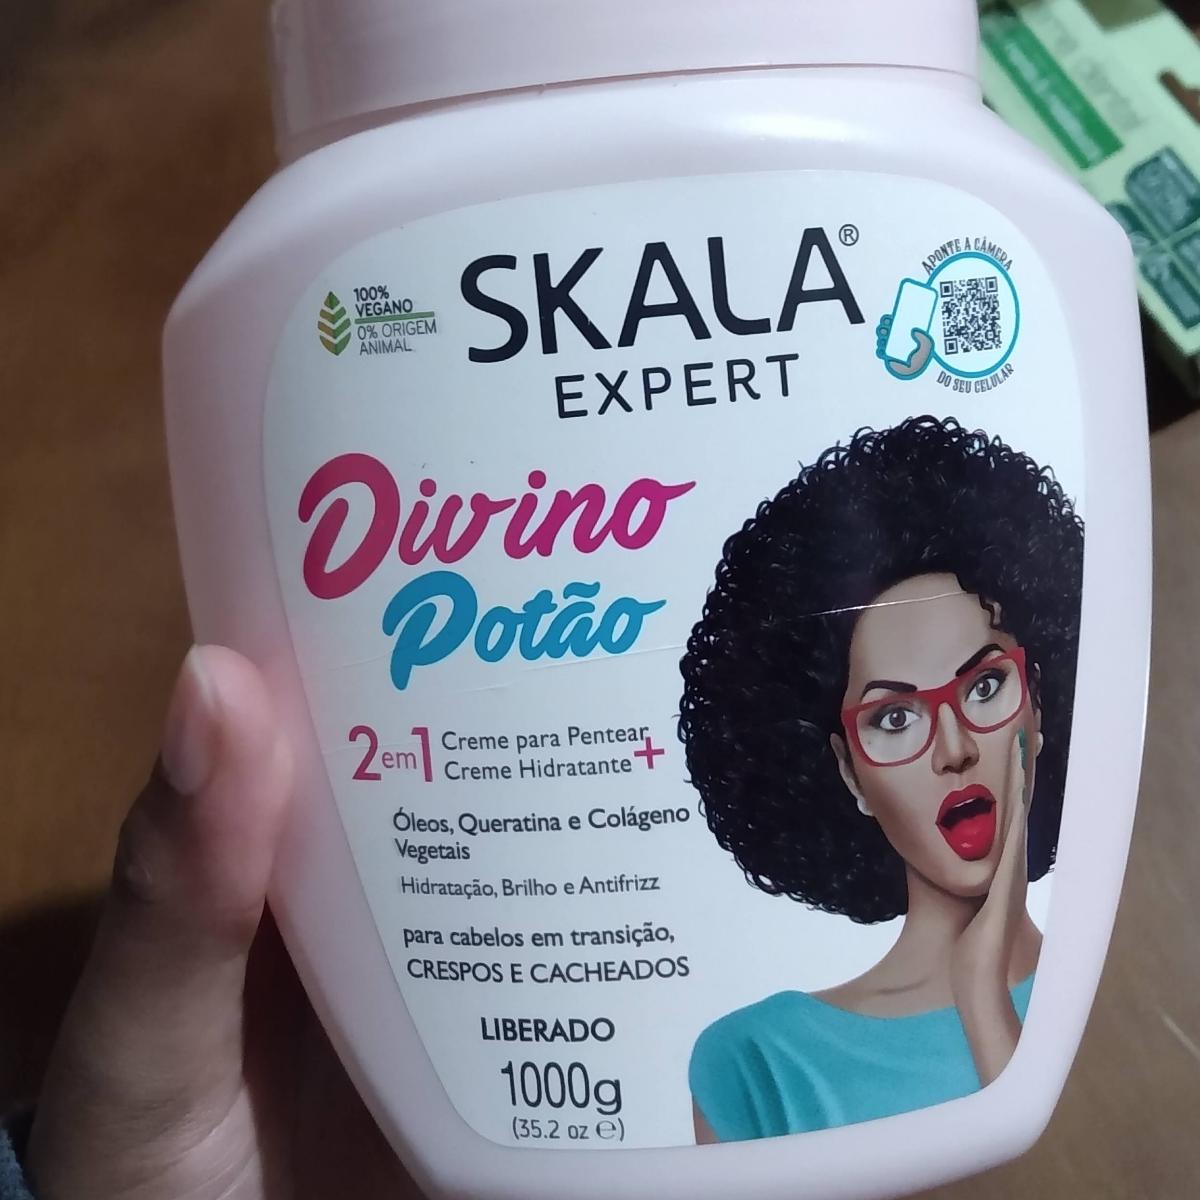 SKALA®
EXPERT
100%
VEGANO
0% ORIGEM
ANIMAL
APONTE A CÂMERA
DO SEU CELULAR
Divino
Potão
2em1 Creme para Pentear +
Creme Hidratante
Óleos, Queratina e Colágeno
Vegetais
Hidratação, Brilho e Antifrizz
para cabelos em transição,
CRESPOS E CACHEADOS
LIBERADO
1000g
(35.2 oz ℮)